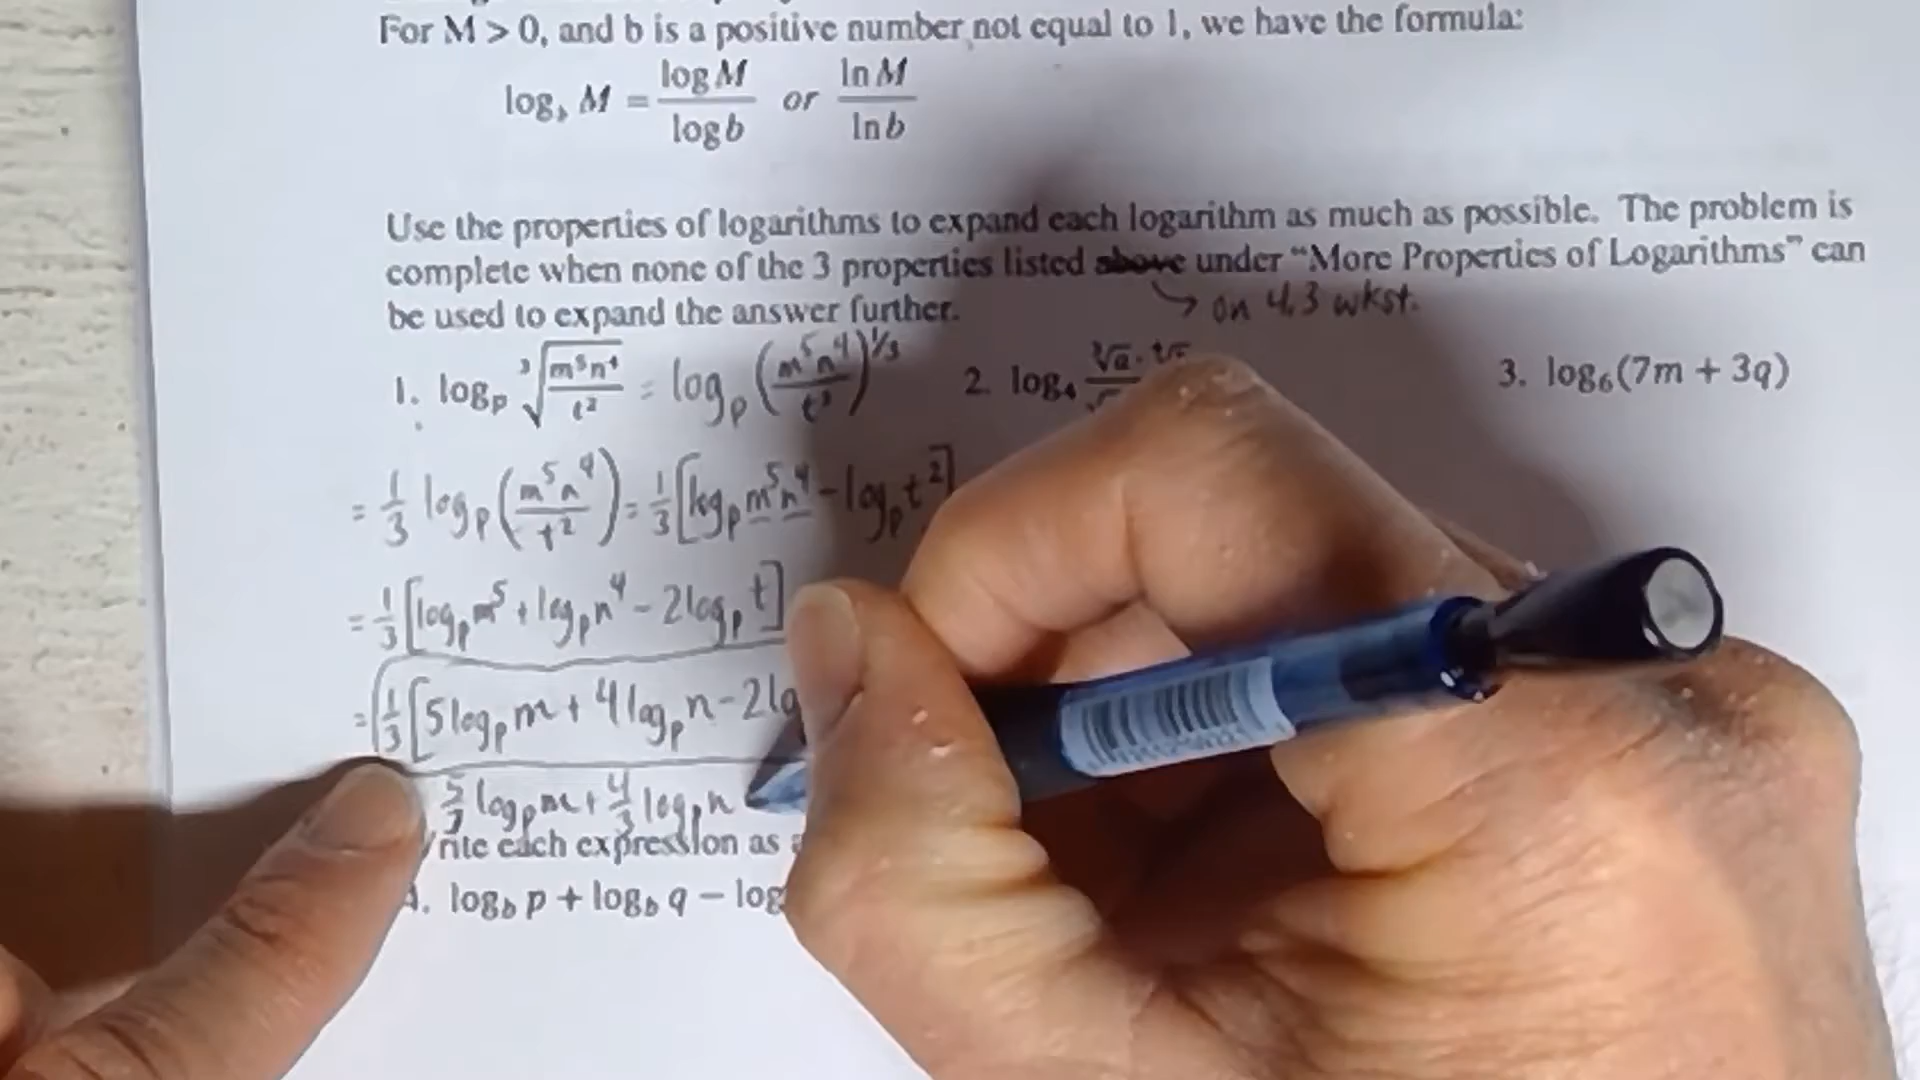 For M > 0, and b is a positive number not equal to 1, we have the formula:
log_b M = log M / log b or ln M / ln b
Use the properties of logarithms to expand each logarithm as much as possible. The problem is
complete when none of the 3 properties listed above under “More Properties of Logarithms” can
be used to expand the answer further.
→ on 4.3 wkst.
1. log_p ∛(m⁵n⁴/t²) = log_p (m⁵n⁴/t²)^1/3
2. log₄
3. log₆(7m + 3q)
= 1/3 log_p (m⁵n⁴/t²) = 1/3 [log_p m⁵n⁴ - log_p t²]
= 1/3 [log_p m⁵ + log_p n⁴ - 2log_p t]
= 1/3 [5log_p m + 4log_p n - 2lo
5/3 log_p m + 4/3 log_p n
rite each expression as
4. log_b p + log_b q − log